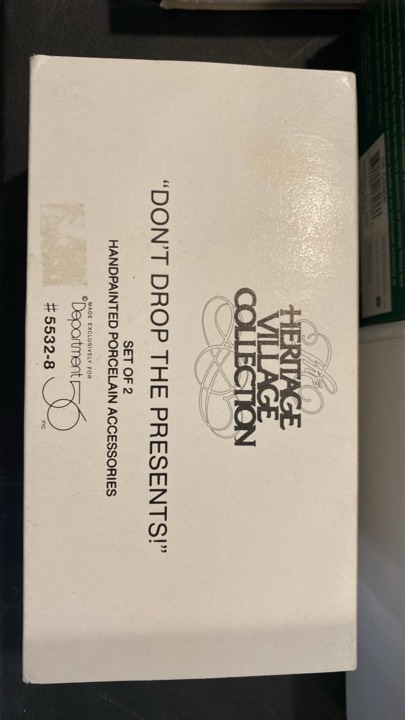 The
HERITAGE
VILLAGE
COLLECTION
"DON'T DROP THE PRESENTS!"
SET OF 2
HANDPAINTED PORCELAIN ACCESSORIES
© MADE EXCLUSIVELY FOR
Department 56 INC.
# 5532-8